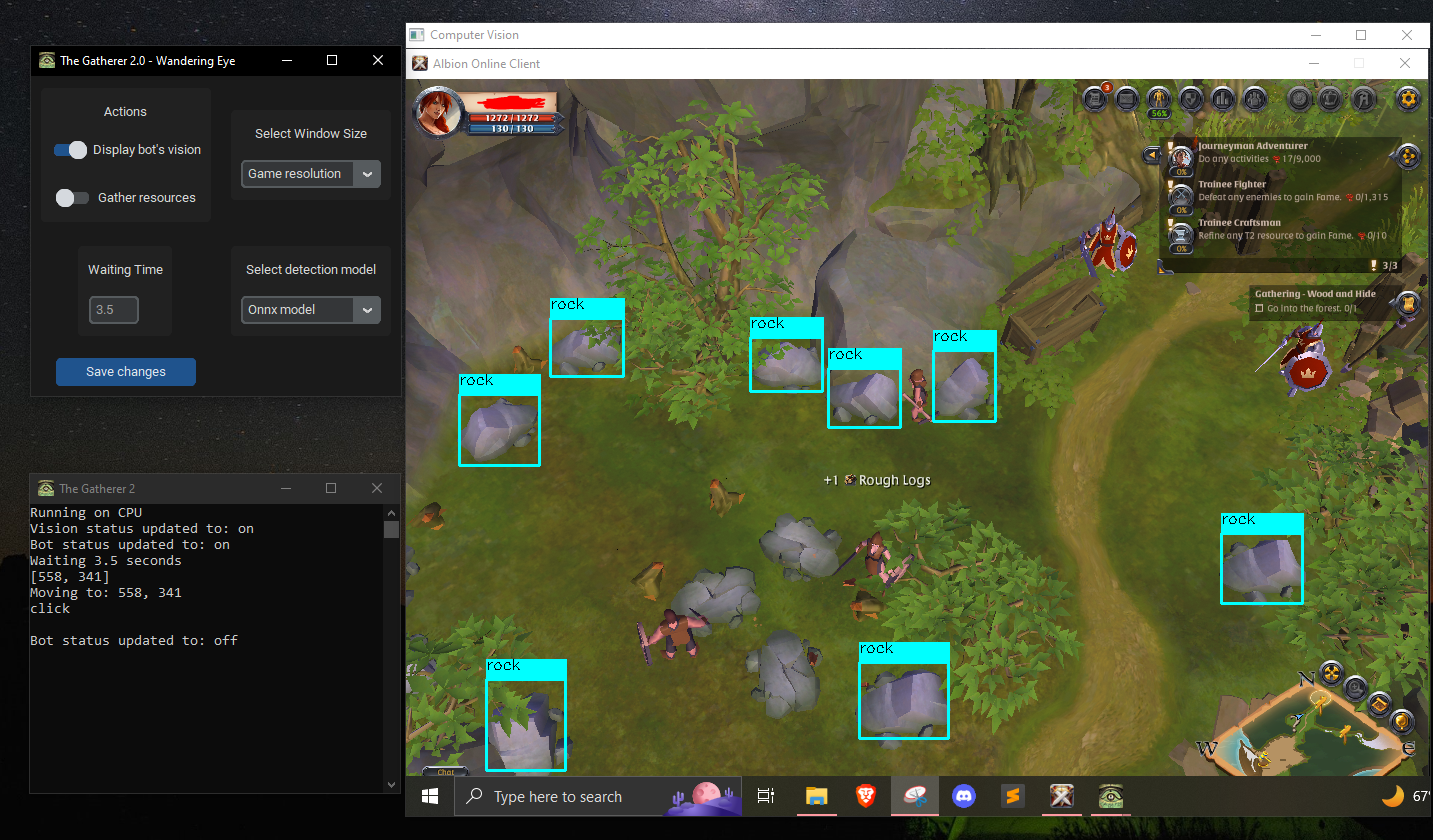 The Gatherer 2.0 - Wandering Eye
Actions
Display bot's vision
Gather resources
Select Window Size
Game resolution
Waiting Time
3.5
Select detection model
Onnx model
Save changes
The Gatherer 2
Running on CPU
Vision status updated to: on
Bot status updated to: on
Waiting 3.5 seconds
[558, 341]
Moving to: 558, 341
click
Bot status updated to: off
Computer Vision
Albion Online Client
1272 / 1272
130 / 130
3
56%
Journeyman Adventurer
Do any activities 17/9,000
0%
Trainee Fighter
Defeat any enemies to gain Fame. 0/1,315
0%
Trainee Craftsman
Refine any T2 resource to gain Fame. 0/10
0%
3/3
Gathering - Wood and Hide
Go into the forest. 0/1
rock
rock
rock
rock
rock
+1 Rough Logs
rock
rock
rock
N
W
E
Chat
Type here to search
67°